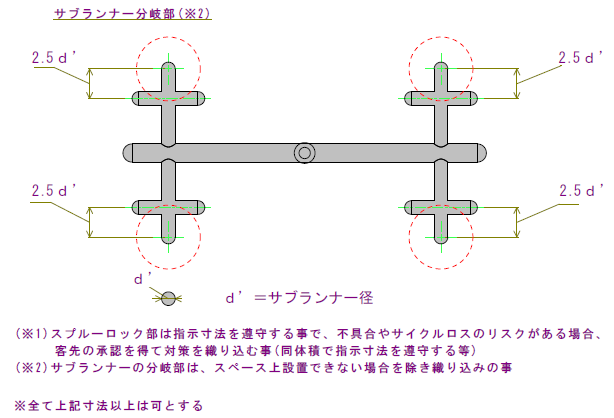 サブランナー分岐部(※2)
2.5d’
2.5d’
2.5d’
2.5d’
d’
d’＝サブランナー径
(※1)スプルーロック部は指示寸法を遵守する事で、不具合やサイクルロスのリスクがある場合、
客先の承認を得て対策を織り込む事(同体積で指示寸法を遵守する等)
(※2)サブランナーの分岐部は、スペース上設置できない場合を除き織り込みの事
※全て上記寸法以上は可とする